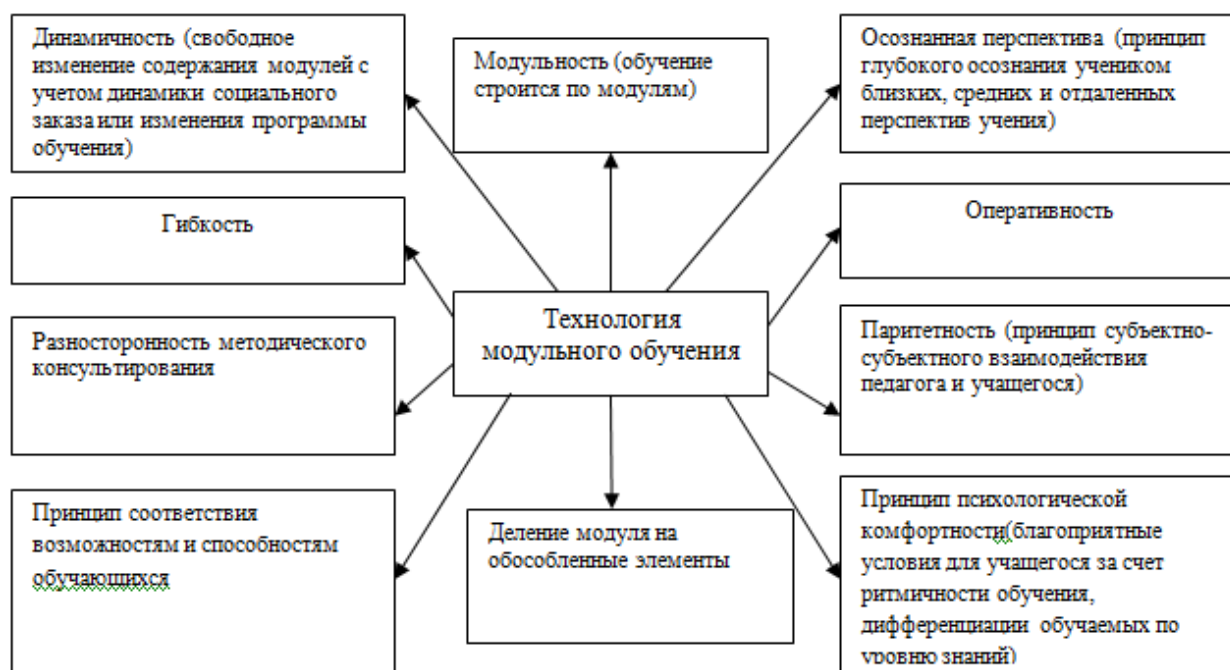 Динамичность (свободное
изменение содержания модулей с
учетом динамики социального
заказа или изменения программы
обучения)
Модульность (обучение
строится по модулям)
Осознанная перспектива (принцип
глубокого осознания учеником
близких, средних и отдаленных
перспектив учения)
Гибкость
Оперативность
Технология
модульного обучения
Разносторонность методического
консультирования
Паритетность (принцип субъектно-
субъектного взаимодействия
педагога и учащегося)
Принцип соответствия
возможностям и способностям
обучающихся
Деление модуля на
обособленные элементы
Принцип психологической
комфортности(благоприятные
условия для учащегося за счет
ритмичности обучения,
дифференциации обучаемых по
уровню знаний)